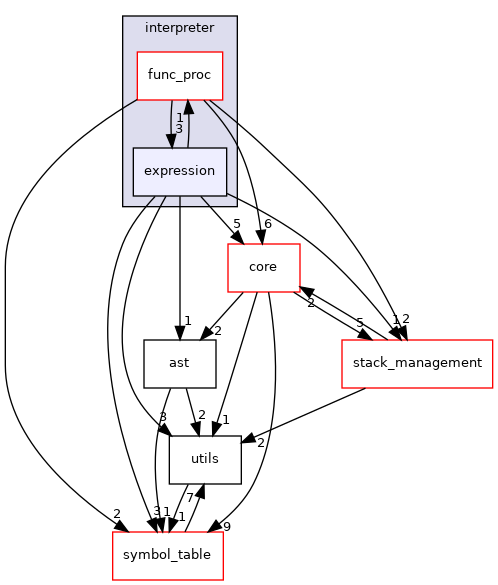 interpreter
func_proc
1
3
expression
5
6
core
2
1
2
5
1
2
ast
stack_management
3
2
1
2
utils
7
2
3
1
1
9
symbol_table